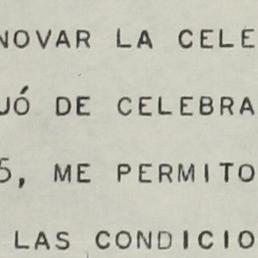 NOVAR LA CELE
JÓ DE CELEBRA
5, ME PERMITO
LAS CONDICIO